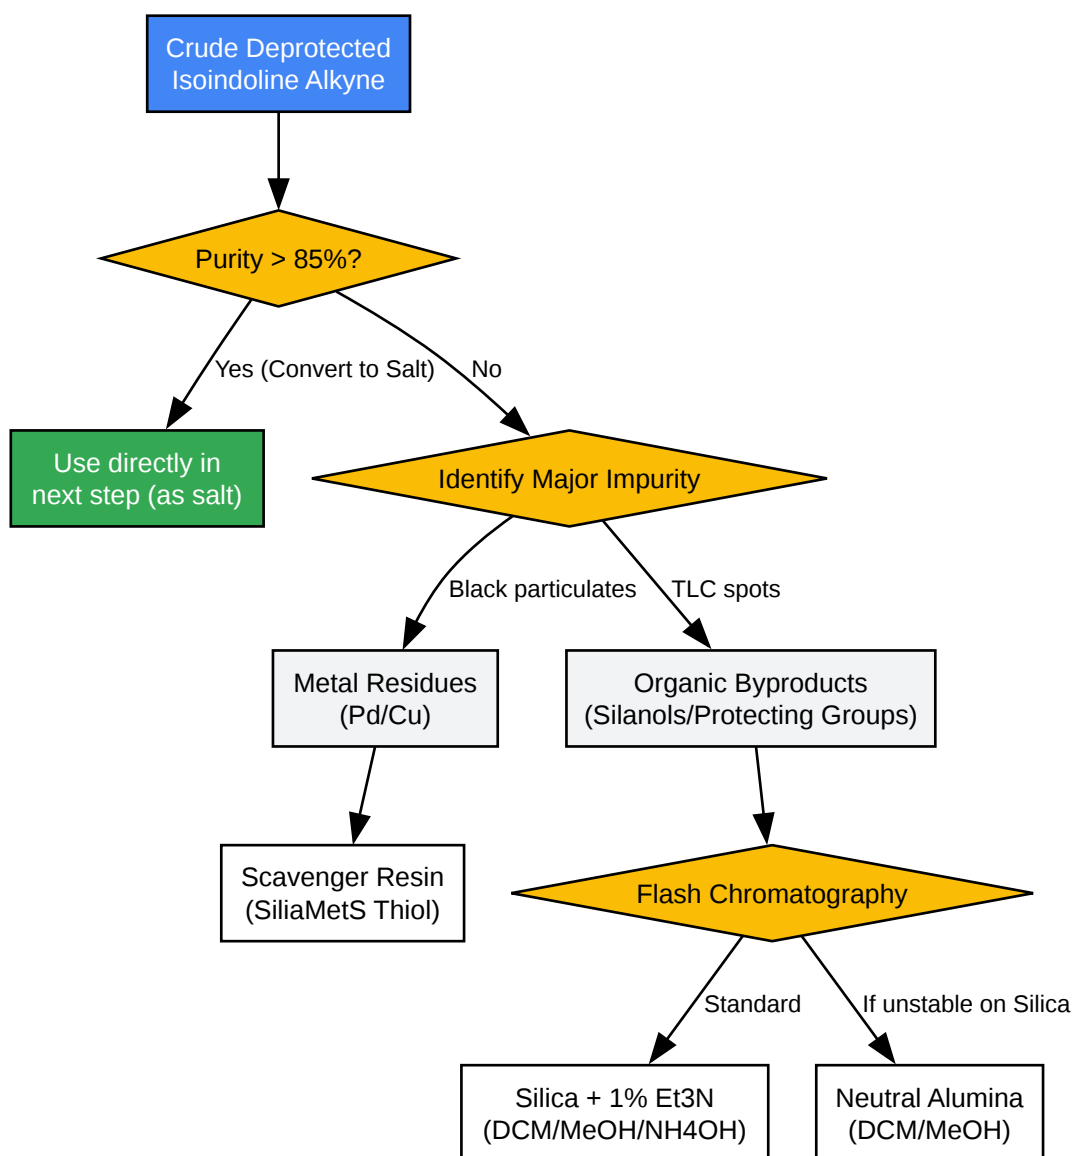 Crude Deprotected
Isoindoline Alkyne
Purity > 85%?
Yes (Convert to Salt)
No
Use directly in
next step (as salt)
Identify Major Impurity
Black particulates
TLC spots
Metal Residues
(Pd/Cu)
Organic Byproducts
(Silanols/Protecting Groups)
Scavenger Resin
(SiliaMetS Thiol)
Flash Chromatography
Standard
If unstable on Silica
Silica + 1% Et3N
(DCM/MeOH/NH4OH)
Neutral Alumina
(DCM/MeOH)